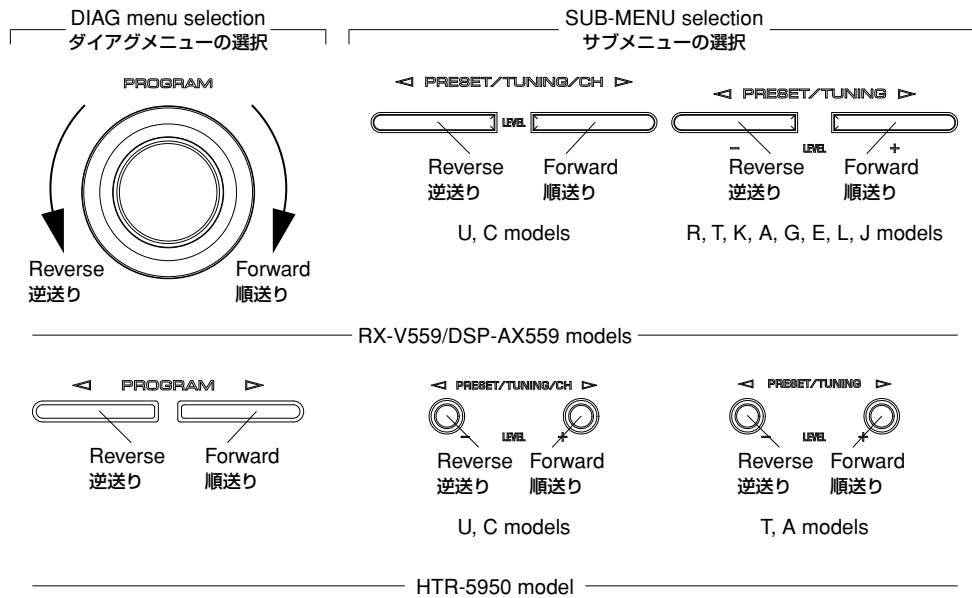 DIAG menu selection
ダイアグメニューの選択
SUB-MENU selection
サブメニューの選択
PROGRAM
Reverse
逆送り
Forward
順送り
◁ PRESET/TUNING/CH ▷
LEVEL
Reverse
逆送り
Forward
順送り
U, C models
◁ PRESET/TUNING ▷
− LEVEL +
Reverse
逆送り
Forward
順送り
R, T, K, A, G, E, L, J models
RX-V559/DSP-AX559 models
◁ PROGRAM ▷
Reverse
逆送り
Forward
順送り
◁ PRESET/TUNING/CH ▷
− LEVEL +
Reverse
逆送り
Forward
順送り
U, C models
◁ PRESET/TUNING ▷
− LEVEL +
Reverse
逆送り
Forward
順送り
T, A models
HTR-5950 model